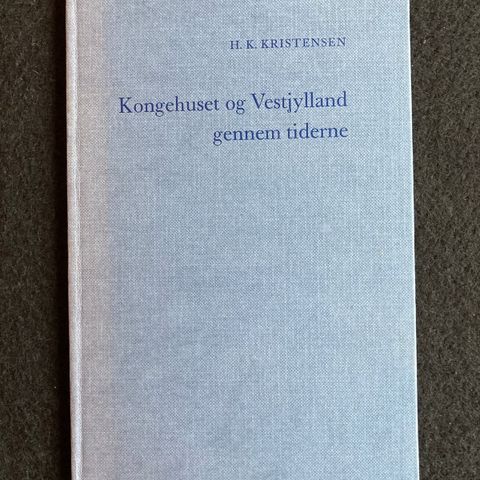 H. K. KRISTENSEN
Kongehuset og Vestjylland
gennem tiderne